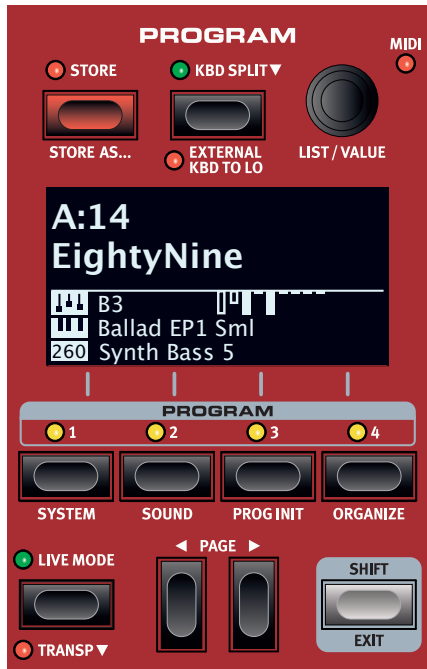 PROGRAM
MIDI
STORE
KBD SPLIT▼
STORE AS...
EXTERNAL
KBD TO LO
LIST / VALUE
A:14
EightyNine
B3
Ballad EP1 Sml
260 Synth Bass 5
PROGRAM
1 2 3 4
SYSTEM SOUND PROG INIT ORGANIZE
LIVE MODE
◀ PAGE ▶
SHIFT
EXIT
TRANSP▼